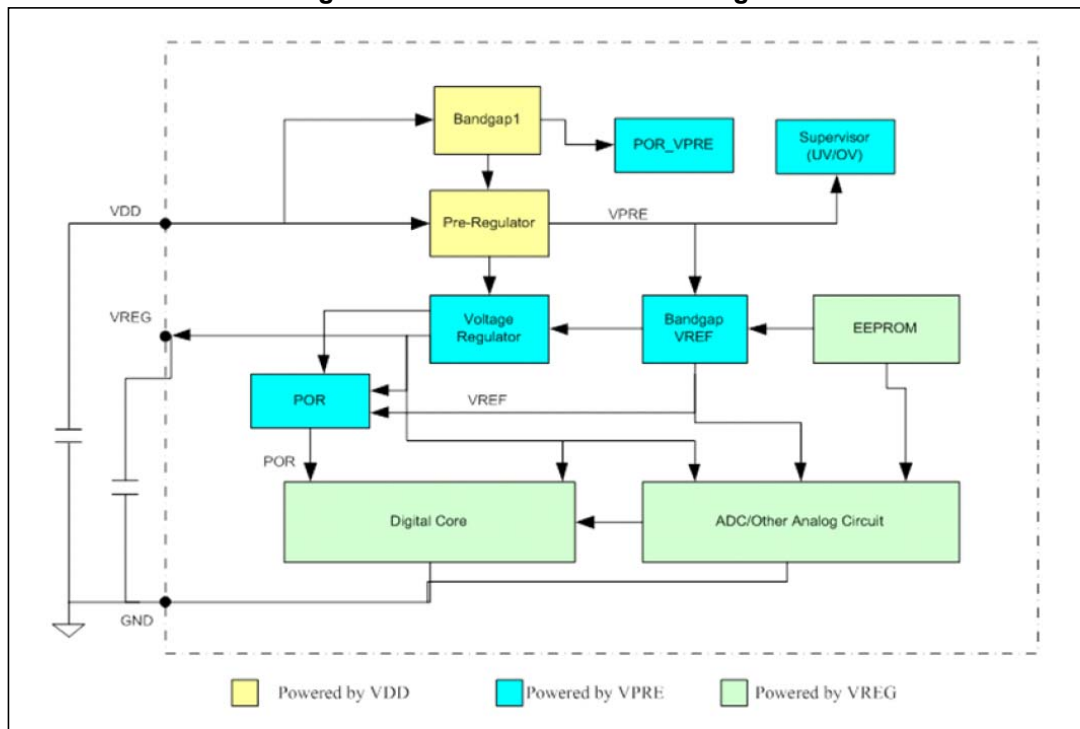 Bandgap1
POR_VPRE
Supervisor
(UV/OV)
VDD
Pre-Regulator
VPRE
VREG
Voltage
Regulator
Bandgap
VREF
EEPROM
POR
VREF
POR
Digital Core
ADC/Other Analog Circuit
GND
Powered by VDD
Powered by VPRE
Powered by VREG